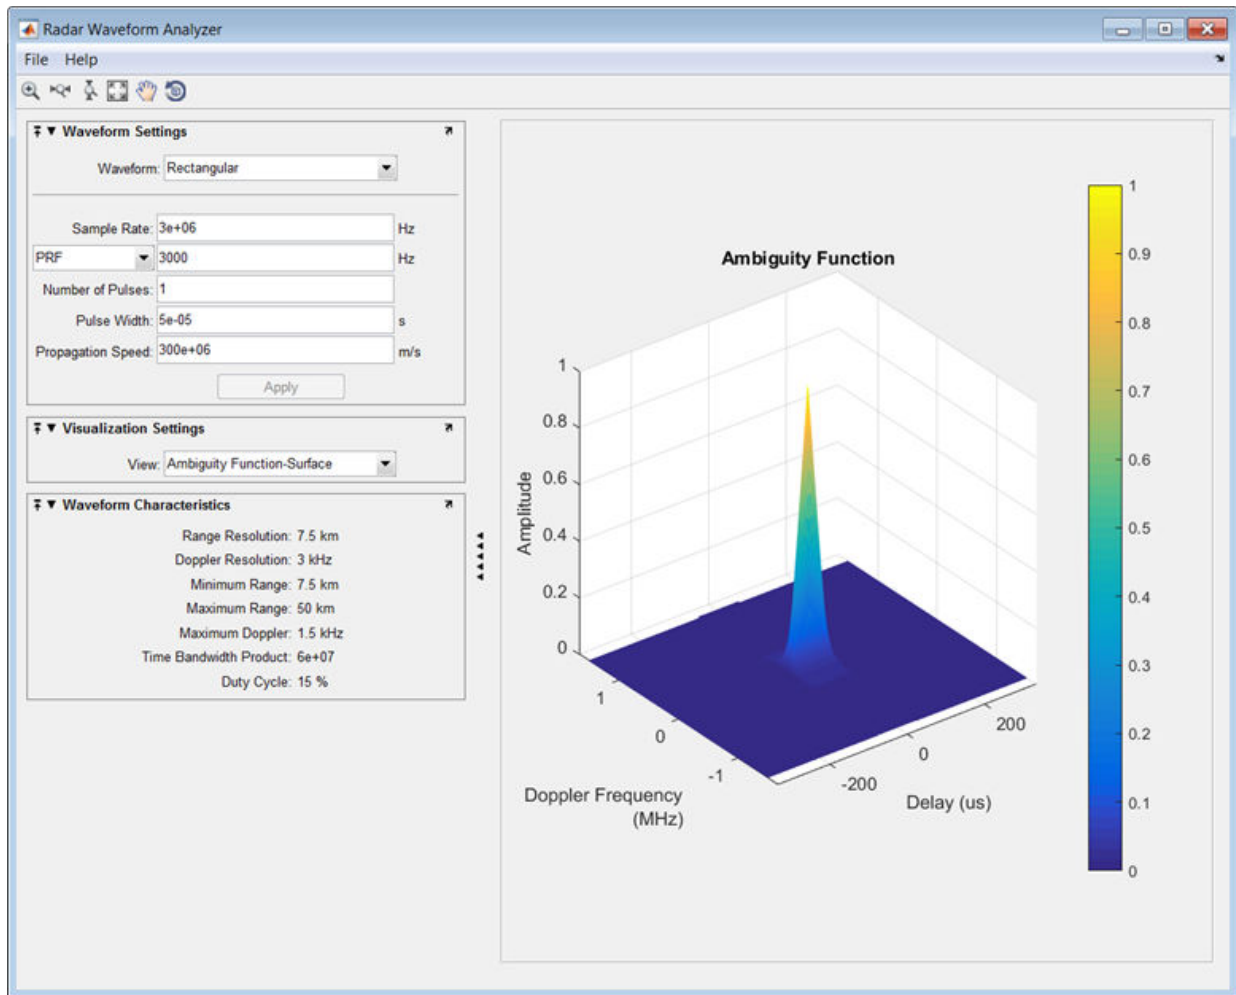 Radar Waveform Analyzer
File Help
Waveform Settings
Waveform: Rectangular
Sample Rate: 3e+06 Hz
PRF 3000 Hz
Number of Pulses: 1
Pulse Width: 5e-05 s
Propagation Speed: 300e+06 m/s
Apply
Visualization Settings
View: Ambiguity Function-Surface
Waveform Characteristics
Range Resolution: 7.5 km
Doppler Resolution: 3 kHz
Minimum Range: 7.5 km
Maximum Range: 50 km
Maximum Doppler: 1.5 kHz
Time Bandwidth Product: 6e+07
Duty Cycle: 15 %
Ambiguity Function
1
0.8
0.6
0.4
0.2
0
Amplitude
1
0
-1
Doppler Frequency
(MHz)
-200
0
200
Delay (us)
1
0.9
0.8
0.7
0.6
0.5
0.4
0.3
0.2
0.1
0